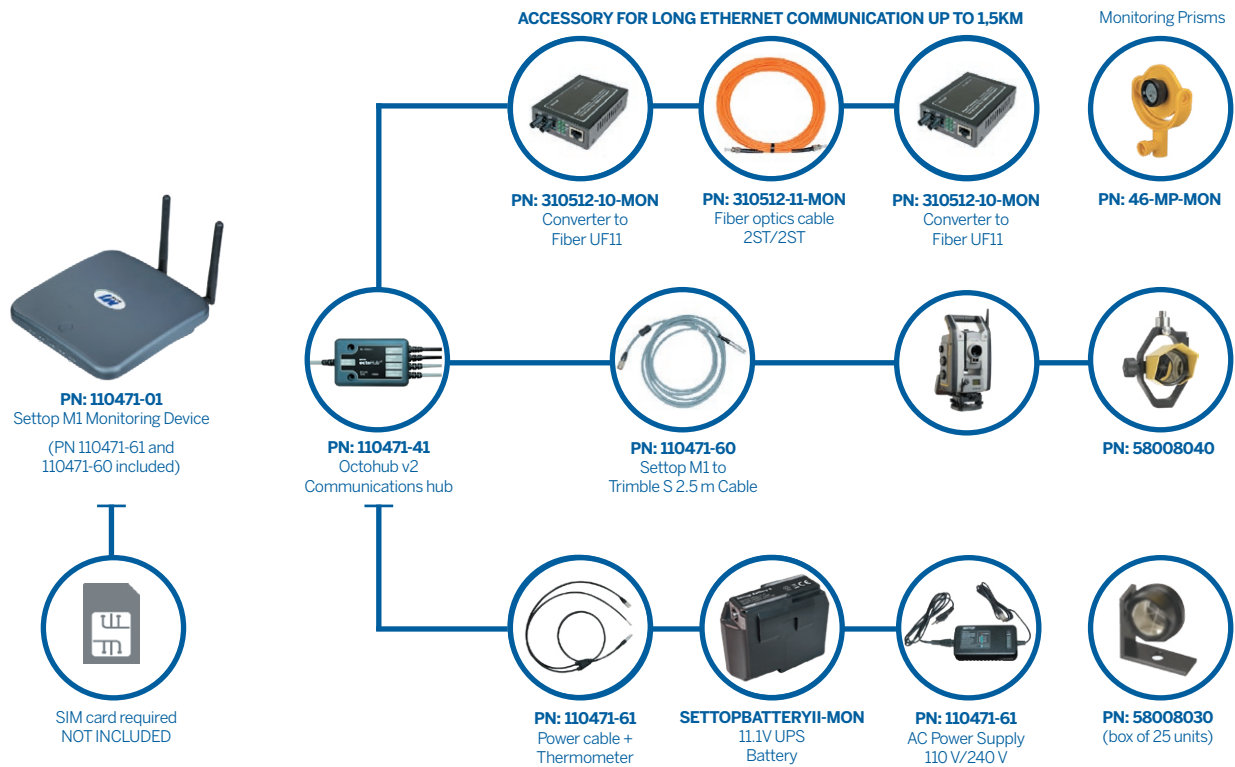 ACCESSORY FOR LONG ETHERNET COMMUNICATION UP TO 1,5KM
Monitoring Prisms
PN: 310512-10-MON
Converter to
Fiber UF11
PN: 310512-11-MON
Fiber optics cable
2ST/2ST
PN: 310512-10-MON
Converter to
Fiber UF11
PN: 46-MP-MON
PN: 110471-01
Settop M1 Monitoring Device
(PN 110471-61 and
110471-60 included)
PN: 110471-41
Octohub v2
Communications hub
PN: 110471-60
Settop M1 to
Trimble S 2.5 m Cable
PN: 58008040
SIM card required
NOT INCLUDED
PN: 110471-61
Power cable +
Thermometer
SETTOPBATTERYII-MON
11.1V UPS
Battery
PN: 110471-61
AC Power Supply
110 V/240 V
PN: 58008030
(box of 25 units)